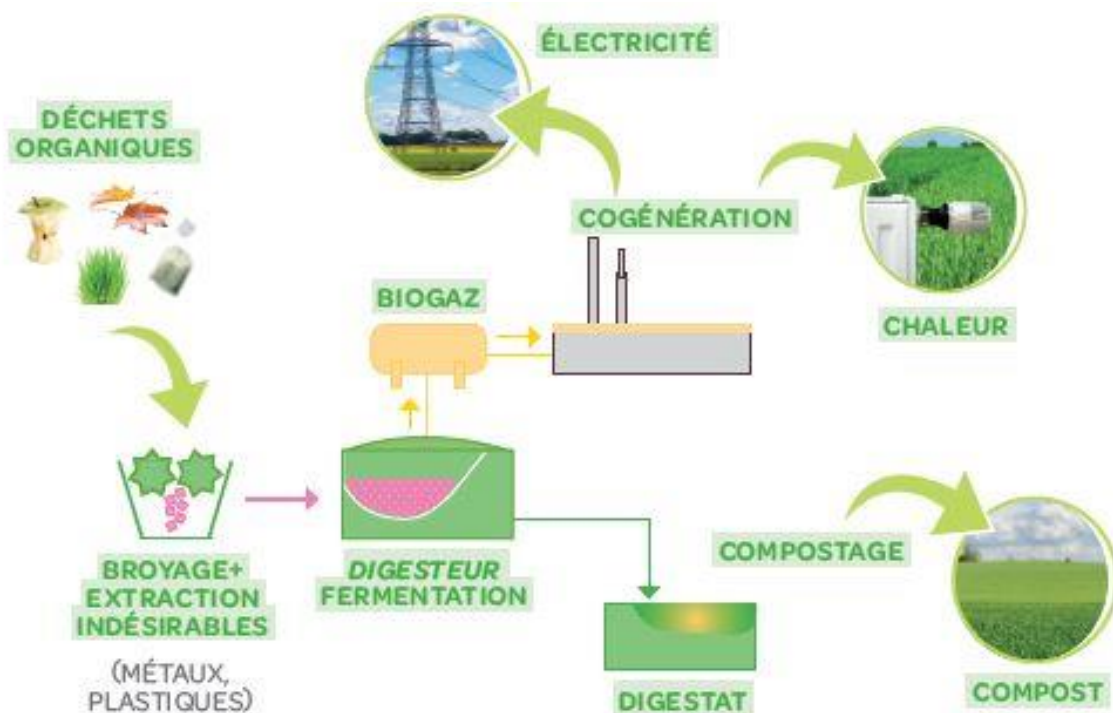 ÉLECTRICITÉ
DÉCHETS
ORGANIQUES
COGÉNÉRATION
BIOGAZ
CHALEUR
BROYAGE+
EXTRACTION
INDÉSIRABLES
(MÉTAUX,
PLASTIQUES)
DIGESTEUR
FERMENTATION
COMPOSTAGE
DIGESTAT
COMPOST